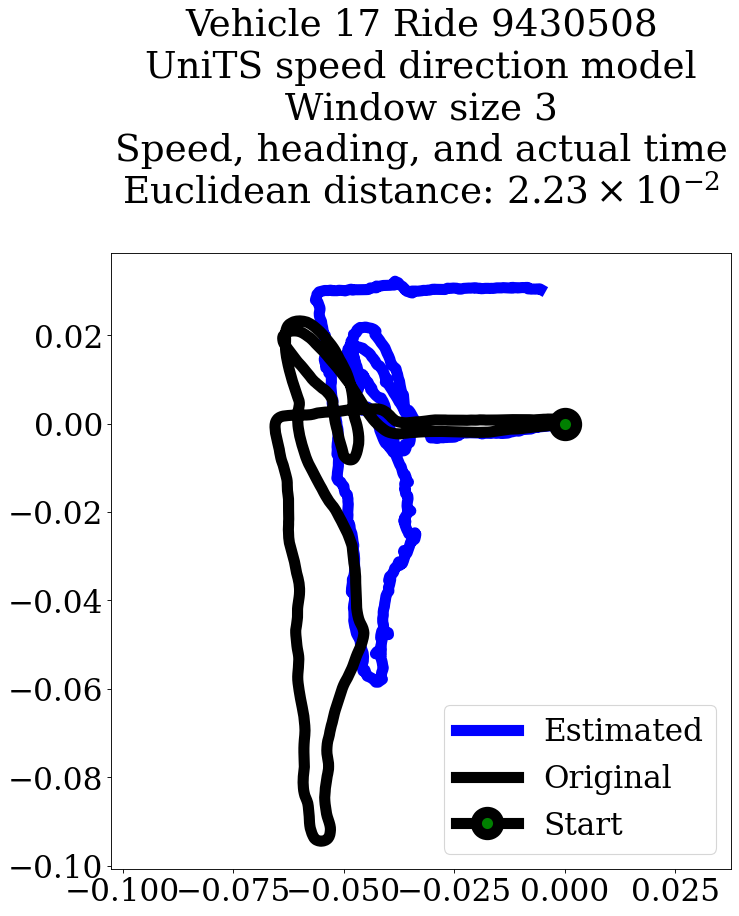 Vehicle 17 Ride 9430508
UniTS speed direction model
Window size 3
Speed, heading, and actual time
Euclidean distance: 2.23 × 10⁻²
0.02
0.00
−0.02
−0.04
−0.06
−0.08
−0.10
Estimated
Original
Start
−0.100 −0.075 −0.050 −0.025 0.000 0.025